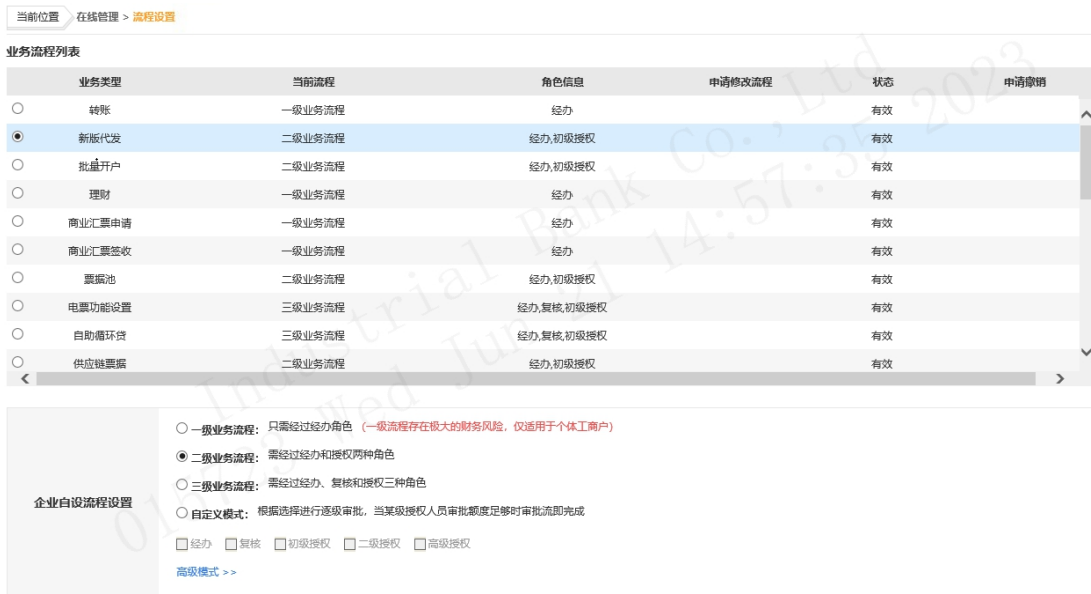 当前位置 在线管理 > 流程设置
业务流程列表
业务类型 当前流程 角色信息 申请修改流程 状态 申请撤销
转账 一级业务流程 经办 有效
新版代发 二级业务流程 经办,初级授权 有效
批量开户 二级业务流程 经办,初级授权 有效
理财 一级业务流程 经办 有效
商业汇票申请 一级业务流程 经办 有效
商业汇票签收 一级业务流程 经办 有效
票据池 二级业务流程 经办,初级授权 有效
电票功能设置 三级业务流程 经办,复核,初级授权 有效
自助循环贷 三级业务流程 经办,复核,初级授权 有效
供应链票据 二级业务流程 经办,初级授权 有效
企业自设流程设置
一级业务流程: 只需经过经办角色 (一级流程存在极大的财务风险,仅适用于个体工商户)
二级业务流程: 需经过经办和授权两种角色
三级业务流程: 需经过经办、复核和授权三种角色
自定义模式: 根据选择进行逐级审批,当某级授权人员审批额度足够时审批流即完成
经办 复核 初级授权 二级授权 高级授权
高级模式 >>
Industrial Bank Co.,Ltd
015723 Wed Jun 21 14:57:35 2023